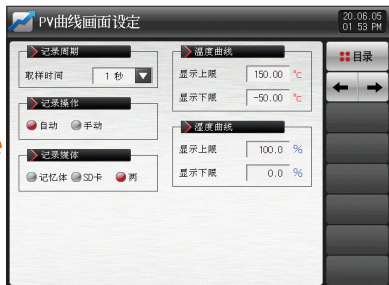 PV曲线画面设定
20.06.05
01 53 PM
记录周期
取样时间 1 秒
记录操作
自动 手动
记录媒体
记忆体 SD卡 两
温度曲线
显示上限 150.00 ℃
显示下限 -50.00 ℃
湿度曲线
显示上限 100.0 %
显示下限 0.0 %
目录